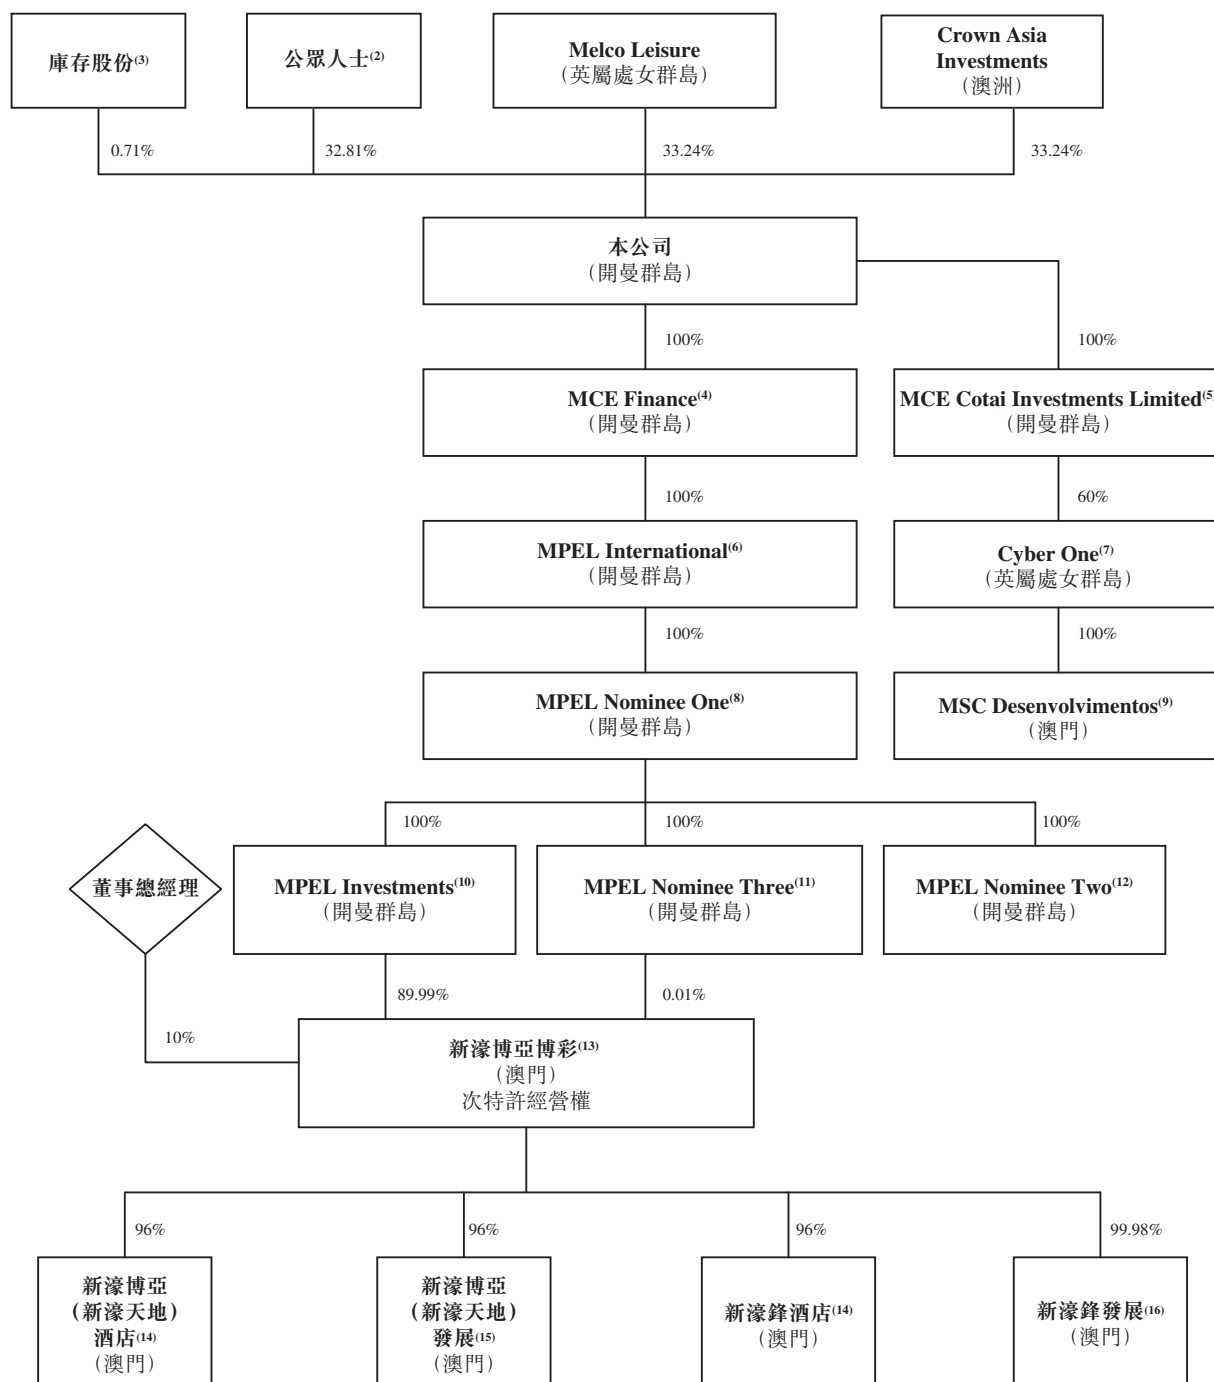 庫存股份(3)
公眾人士(2)
Melco Leisure
(英屬處女群島)
Crown Asia
Investments
(澳洲)
0.71%
32.81%
33.24%
33.24%
本公司
(開曼群島)
100%
100%
MCE Finance(4)
(開曼群島)
MCE Cotai Investments Limited(5)
(開曼群島)
100%
60%
MPEL International(6)
(開曼群島)
Cyber One(7)
(英屬處女群島)
100%
100%
MPEL Nominee One(8)
(開曼群島)
MSC Desenvolvimentos(9)
(澳門)
100%
100%
100%
董事總經理
MPEL Investments(10)
(開曼群島)
MPEL Nominee Three(11)
(開曼群島)
MPEL Nominee Two(12)
(開曼群島)
89.99%
0.01%
10%
新濠博亞博彩(13)
(澳門)
次特許經營權
96%
96%
96%
99.98%
新濠博亞
(新濠天地)
酒店(14)
(澳門)
新濠博亞
(新濠天地)
發展(15)
(澳門)
新濠鋒酒店(14)
(澳門)
新濠鋒發展(16)
(澳門)